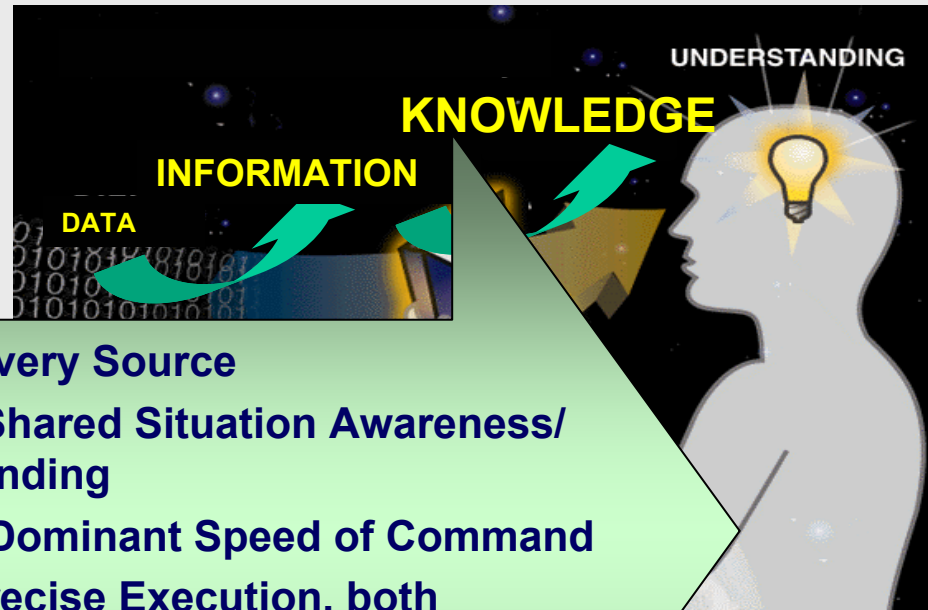 UNDERSTANDING
KNOWLEDGE
INFORMATION
DATA
very Source
Shared Situation Awareness/
nding
Dominant Speed of Command
ecise Execution, both